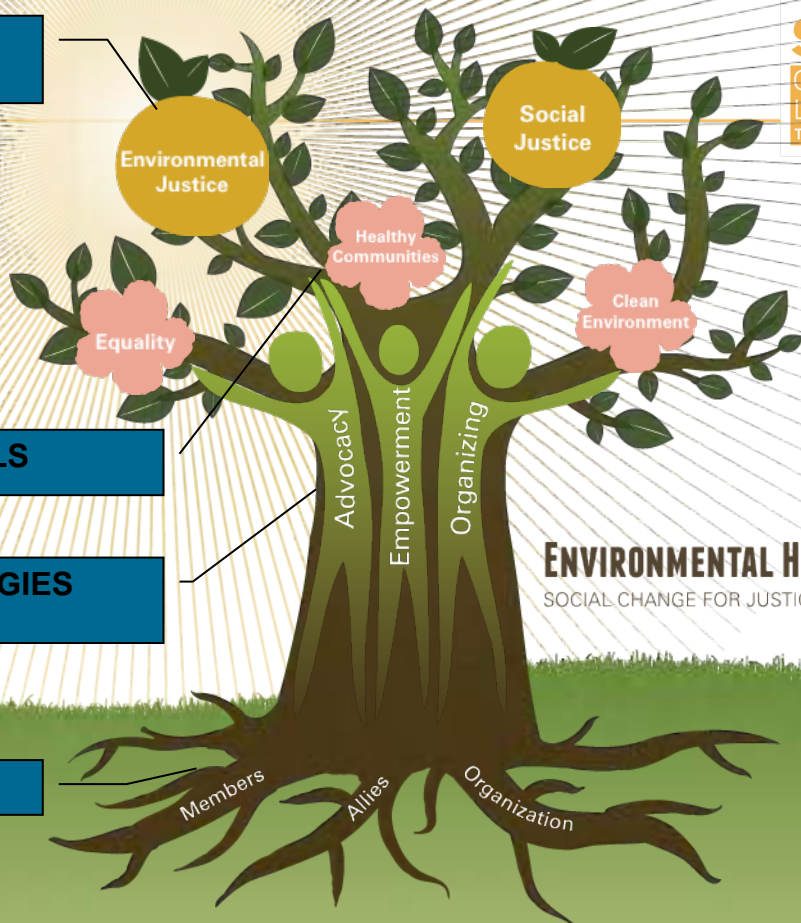 Environmental
Justice
Social
Justice
Healthy
Communities
Equality
Clean
Environment
Advocacy
Empowerment
Organizing
LS
GIES
ENVIRONMENTAL H
SOCIAL CHANGE FOR JUSTIC
Members
Allies
Organization